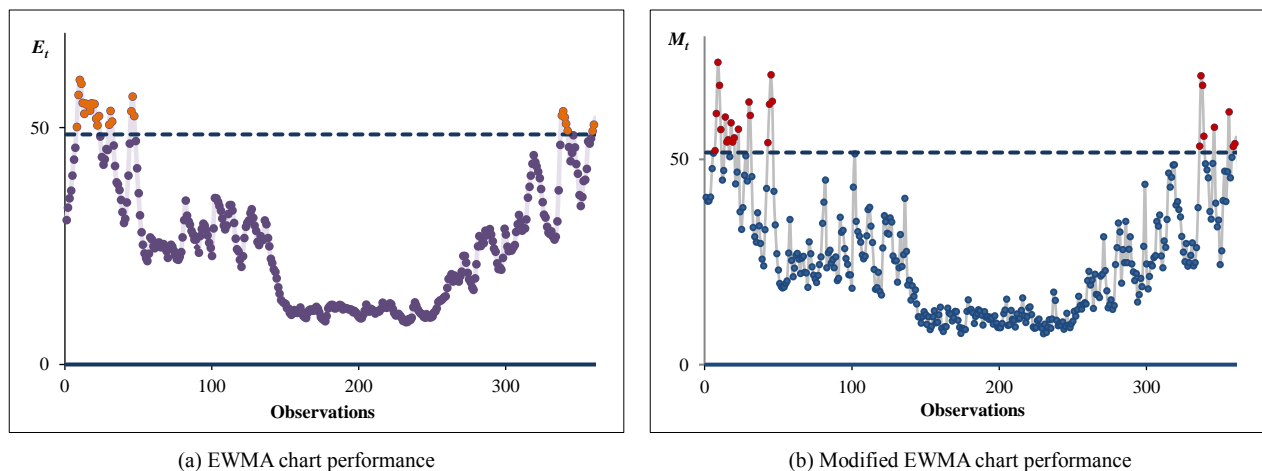 E_t
50
0
0
100
200
300
Observations
(a) EWMA chart performance
M_t
50
0
0
100
200
300
Observations
(b) Modified EWMA chart performance